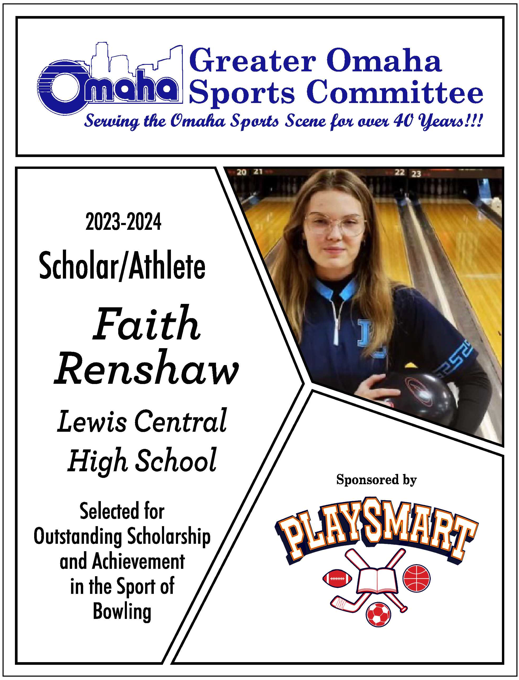 Omaha
Greater Omaha
Sports Committee
Serving the Omaha Sports Scene for over 40 Years!!!
20 21
22 23
2023-2024
Scholar/Athlete
Faith
Renshaw
Lewis Central
High School
Selected for
Outstanding Scholarship
and Achievement
in the Sport of
Bowling
Sponsored by
PLAYSMART